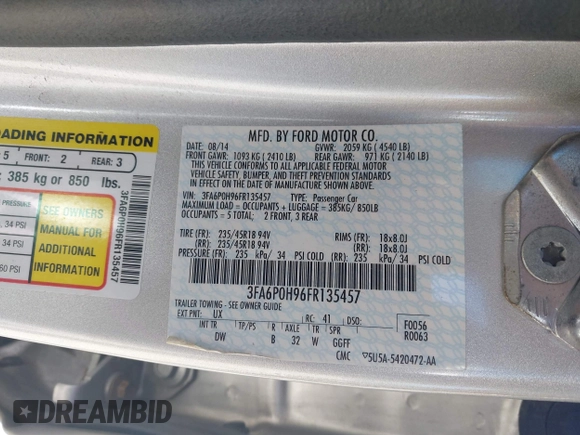 LOADING INFORMATION
5 FRONT: 2 REAR: 3
385 kg or 850 lbs.
PRESSURE
, 34 PSI
34 PSI
60 PSI
SEE OWNERS
MANUAL FOR
ADDITIONAL
INFORMATION
3FA6P0H96FR135457
MFD. BY FORD MOTOR CO.
DATE: 08/14 GVWR: 2059 KG ( 4540 LB)
FRONT GAWR: 1093 KG ( 2410 LB) REAR GAWR: 971 KG ( 2140 LB)
THIS VEHICLE CONFORMS TO ALL APPLICABLE FEDERAL MOTOR
VEHICLE SAFETY, BUMPER, AND THEFT PREVENTION STANDARDS
IN EFFECT ON THE DATE OF MANUFACTURE SHOWN ABOVE.
VIN: 3FA6P0H96FR135457 TYPE: Passenger Car
MAXIMUM LOAD = OCCUPANTS + LUGGAGE = 385KG/ 850LB
OCCUPANTS = 5 TOTAL; 2 FRONT, 3 REAR
TIRE (FR): 235/45R18 94V RIMS (FR): 18x8.0J
(RR): 235/45R18 94V (RR): 18x8.0J
PRESSURE (FR): 235 kPa/ 34 PSI COLD (RR): 235 kPa/ 34 PSI COLD
3FA6P0H96FR135457
TRAILER TOWING - SEE OWNER GUIDE
EXT PNT: UX RC: 41 DSO: F0056
INT TR TP/PS R AXLE TR SPR R0063
DW B 32 W GGFF
CMC 5U5A-5420472-AA
DREAMBID